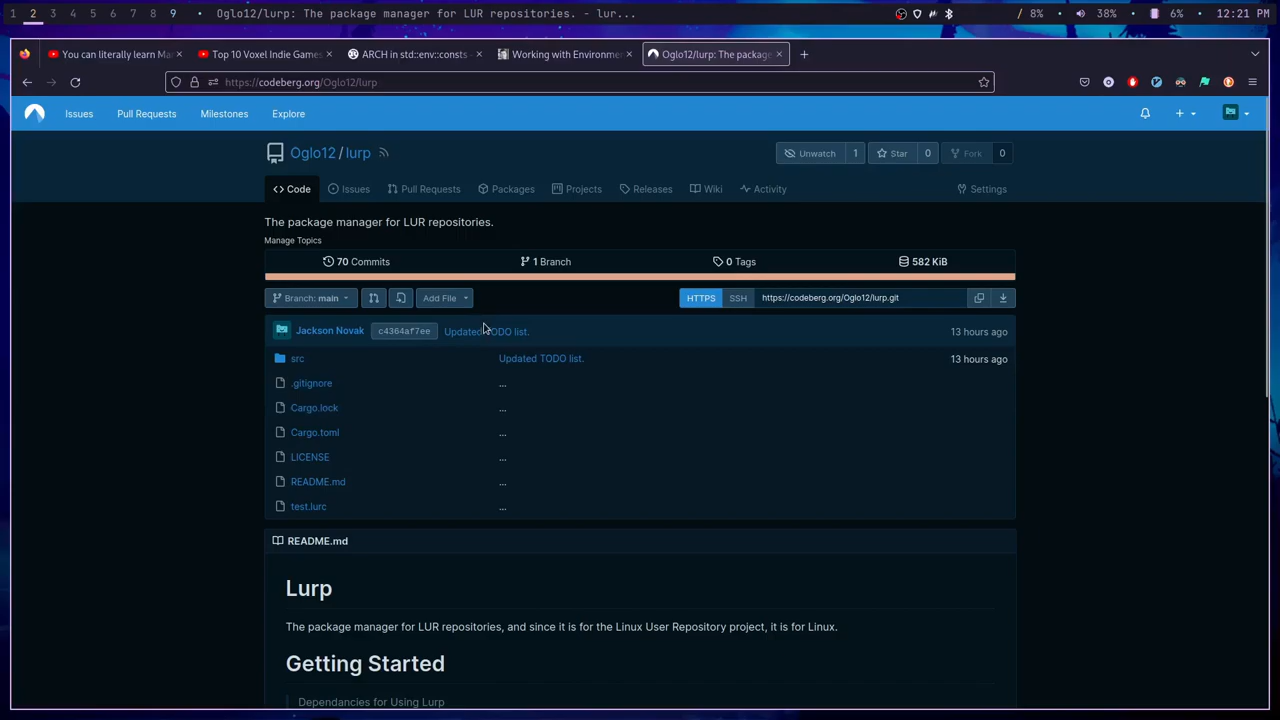 1 2 3 4 5 6 7 8 9 • Oglo12/lurp: The package manager for LUR repositories. - lur...
/ 8% • 38% • 6% • 12:21 PM
You can literally learn Ma
Top 10 Voxel Indie Games
ARCH in std::env::consts -
Working with Environme
Oglo12/lurp: The package
https://codeberg.org/Oglo12/lurp
Issues
Pull Requests
Milestones
Explore
Oglo12/lurp
Unwatch 1
Star 0
Fork 0
Code
Issues
Pull Requests
Packages
Projects
Releases
Wiki
Activity
Settings
The package manager for LUR repositories.
Manage Topics
70 Commits
1 Branch
0 Tags
582 KiB
Branch: main
Add File
HTTPS
SSH
https://codeberg.org/Oglo12/lurp.git
Jackson Novak c4364af7ee Updated TODO list. 13 hours ago
src Updated TODO list. 13 hours ago
.gitignore ...
Cargo.lock ...
Cargo.toml ...
LICENSE ...
README.md ...
test.lurc ...
README.md
Lurp
The package manager for LUR repositories, and since it is for the Linux User Repository project, it is for Linux.
Getting Started
Dependancies for Using Lurp